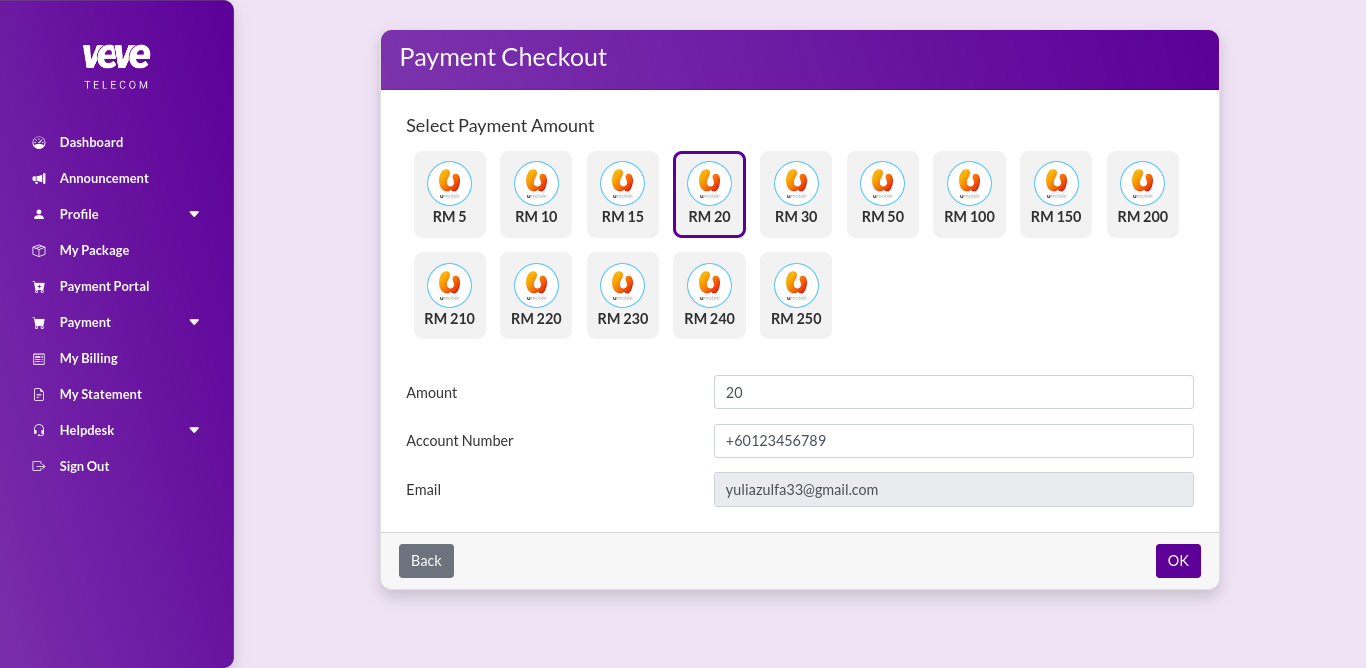 veve
TELECOM
Dashboard
Announcement
Profile
My Package
Payment Portal
Payment
My Billing
My Statement
Helpdesk
Sign Out
Payment Checkout
Select Payment Amount
RM 5 RM 10 RM 15 RM 20 RM 30 RM 50 RM 100 RM 150 RM 200
RM 210 RM 220 RM 230 RM 240 RM 250
Amount 20
Account Number +60123456789
Email yuliazulfa33@gmail.com
Back OK